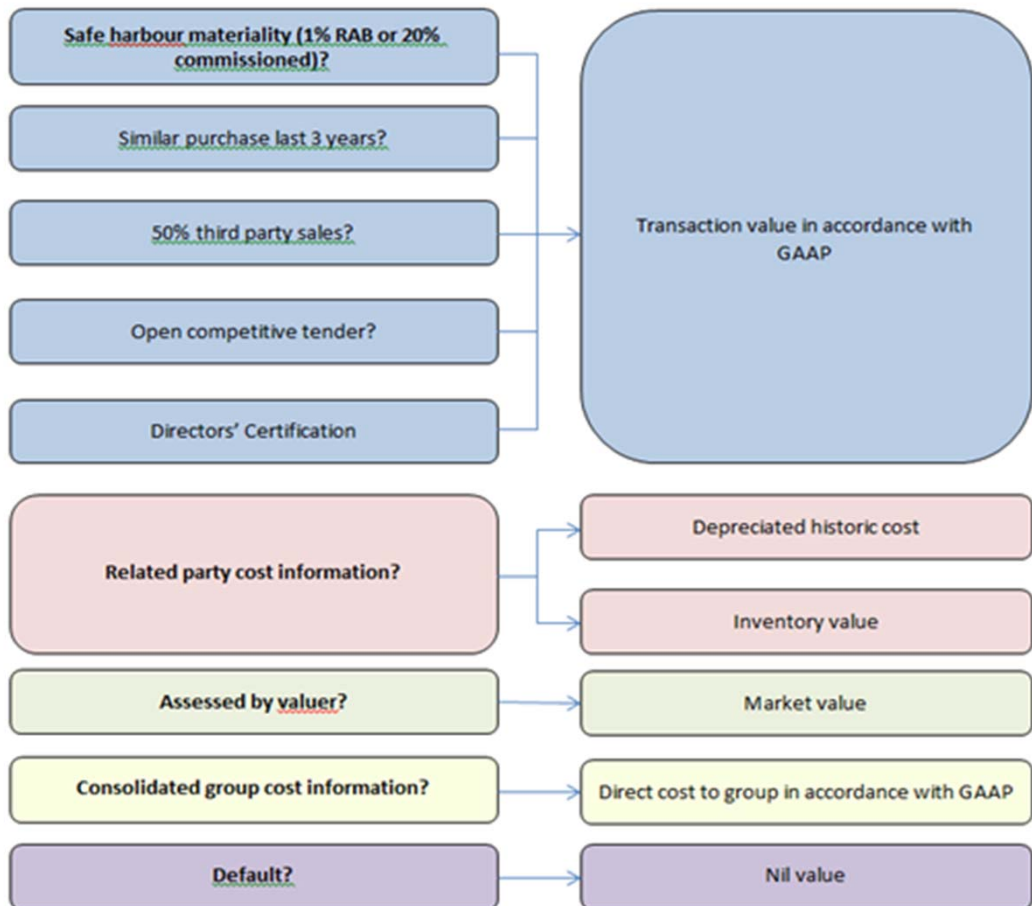 Safe harbour materiality (1% RAB or 20%
commissioned)?
Similar purchase last 3 years?
50% third party sales?
Open competitive tender?
Directors’ Certification
Transaction value in accordance with
GAAP
Related party cost information?
Depreciated historic cost
Inventory value
Assessed by valuer?
Market value
Consolidated group cost information?
Direct cost to group in accordance with GAAP
Default?
Nil value